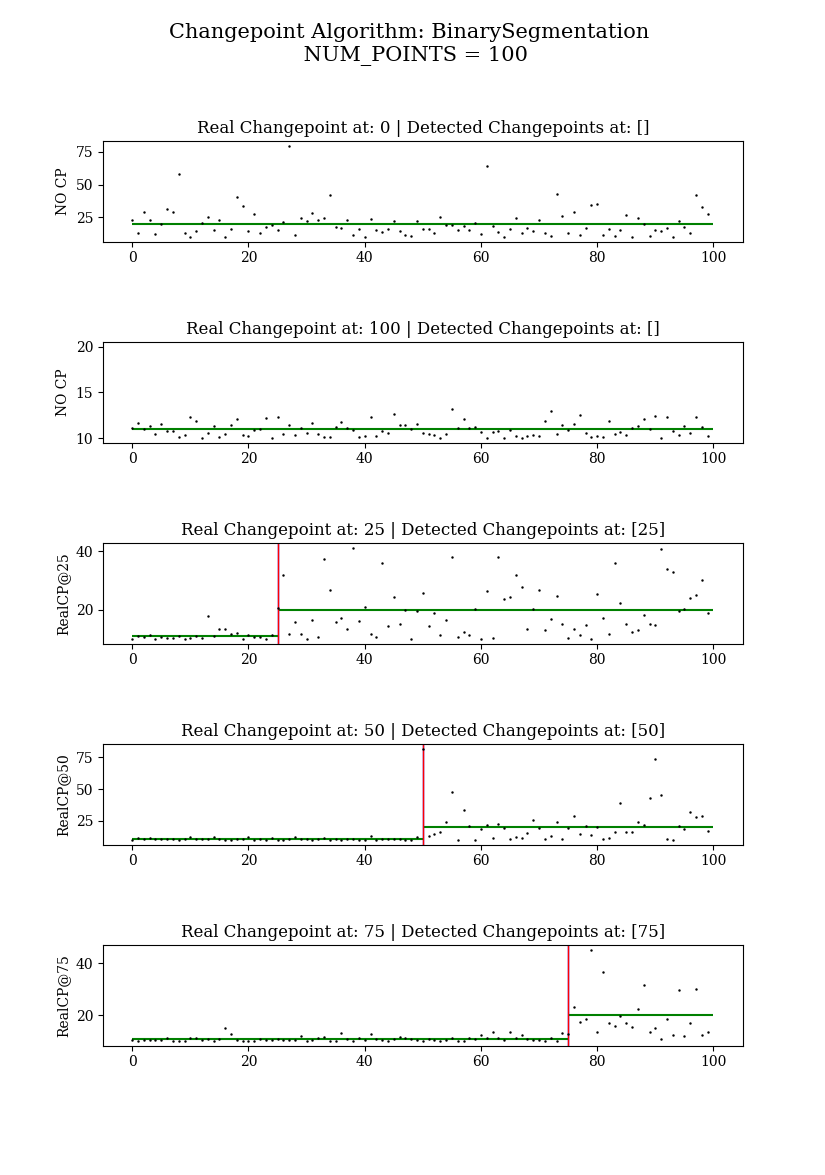 Changepoint Algorithm: BinarySegmentation
NUM_POINTS = 100
Real Changepoint at: 0 | Detected Changepoints at: []
NO CP
75
50
25
0 20 40 60 80 100
Real Changepoint at: 100 | Detected Changepoints at: []
NO CP
20
15
10
0 20 40 60 80 100
Real Changepoint at: 25 | Detected Changepoints at: [25]
RealCP@25
40
20
0 20 40 60 80 100
Real Changepoint at: 50 | Detected Changepoints at: [50]
RealCP@50
75
50
25
0 20 40 60 80 100
Real Changepoint at: 75 | Detected Changepoints at: [75]
RealCP@75
40
20
0 20 40 60 80 100